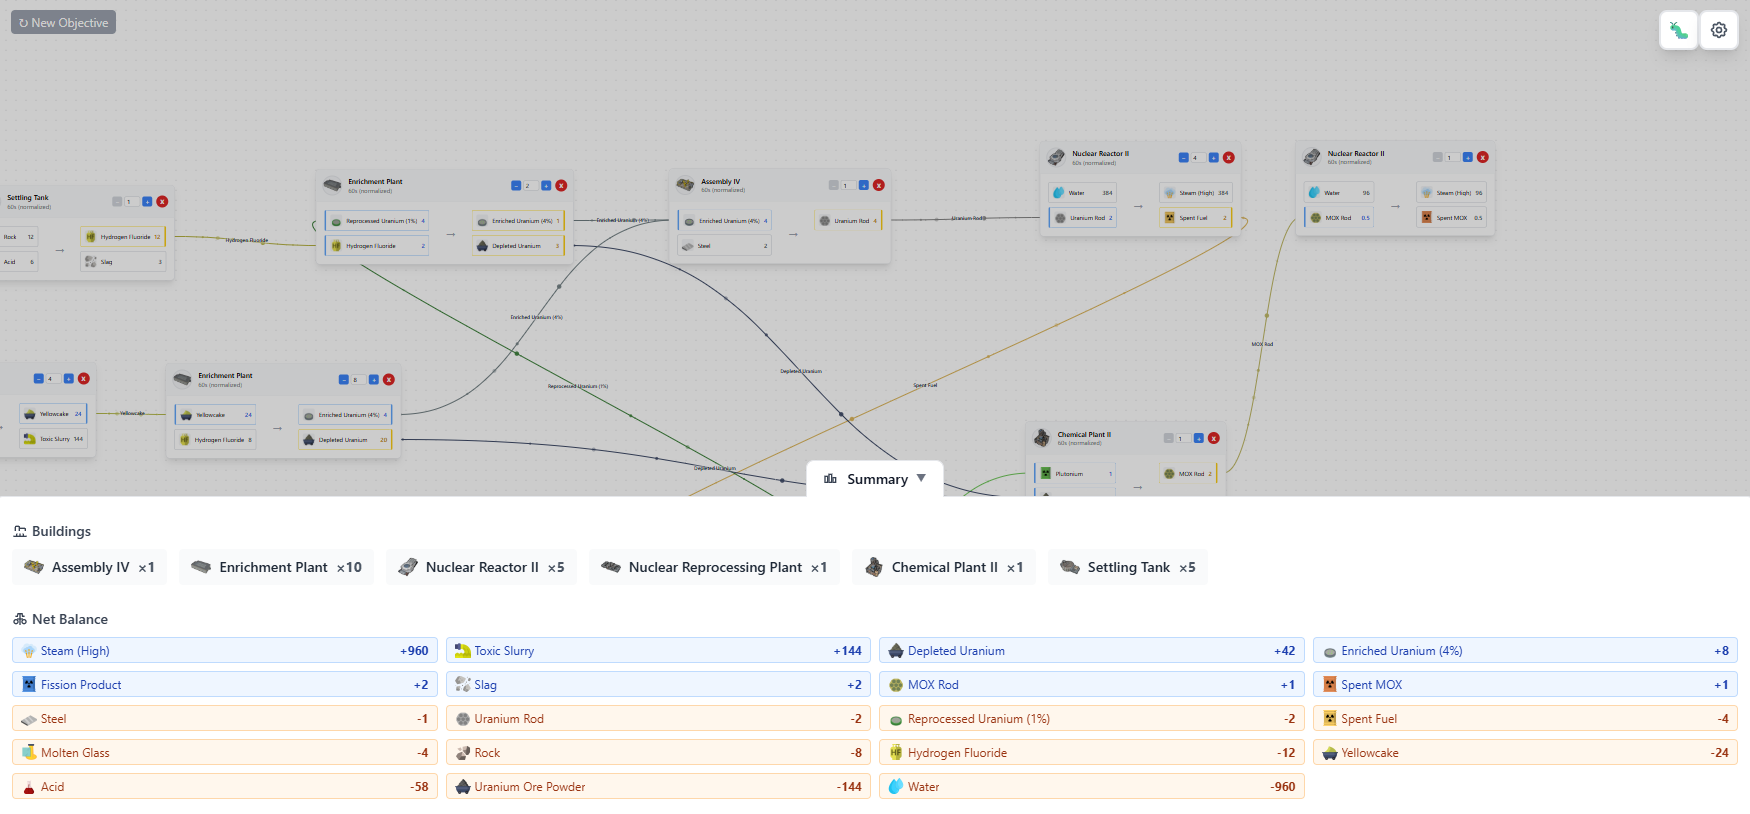 ↻ New Objective
Settling Tank
60s (normalized)
1
Rock 12
Acid 6
Hydrogen Fluoride 12
Slag 3
Hydrogen Fluoride
Enrichment Plant
60s (normalized)
2
Reprocessed Uranium (1%) 4
Hydrogen Fluoride 2
Enriched Uranium (4%) 1
Depleted Uranium 3
Enriched Uranium (4%)
Assembly IV
60s (normalized)
1
Enriched Uranium (4%) 4
Steel 2
Uranium Rod 4
Uranium Rod
Nuclear Reactor II
60s (normalized)
4
Water 384
Uranium Rod 2
Steam (High) 384
Spent Fuel 2
Nuclear Reactor II
60s (normalized)
1
Water 96
MOX Rod 0.5
Steam (High) 96
Spent MOX 0.5
Enriched Uranium (4%)
MOX Rod
Depleted Uranium
Reprocessed Uranium (1%)
Spent Fuel
4
Yellowcake 24
Toxic Slurry 144
Yellowcake
Enrichment Plant
60s (normalized)
8
Yellowcake 24
Hydrogen Fluoride 8
Enriched Uranium (4%) 4
Depleted Uranium 20
Depleted Uranium
Chemical Plant II
60s (normalized)
1
Plutonium 1
MOX Rod 2
Summary ▼
Buildings
Assembly IV ×1
Enrichment Plant ×10
Nuclear Reactor II ×5
Nuclear Reprocessing Plant ×1
Chemical Plant II ×1
Settling Tank ×5
Net Balance
Steam (High) +960
Toxic Slurry +144
Depleted Uranium +42
Enriched Uranium (4%) +8
Fission Product +2
Slag +2
MOX Rod +1
Spent MOX +1
Steel -1
Uranium Rod -2
Reprocessed Uranium (1%) -2
Spent Fuel -4
Molten Glass -4
Rock -8
Hydrogen Fluoride -12
Yellowcake -24
Acid -58
Uranium Ore Powder -144
Water -960